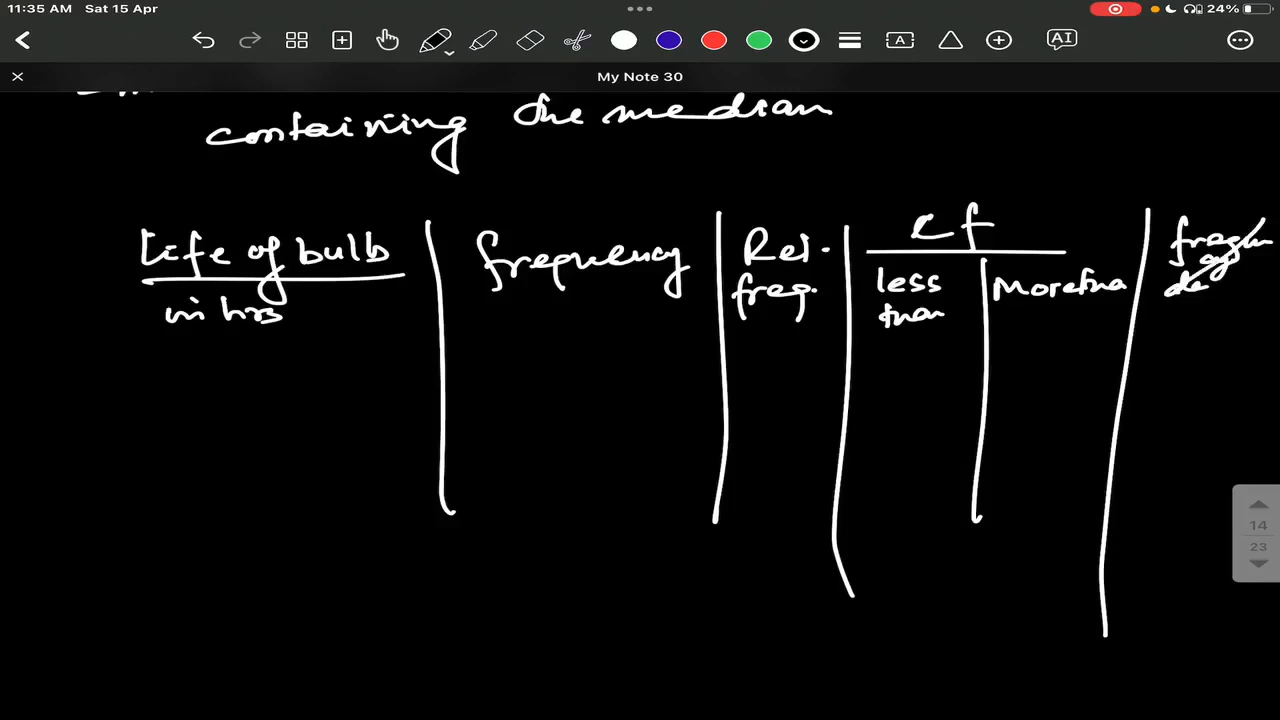 11:35 AM Sat 15 Apr
24%
A
AI
My Note 30
containing the median
Life of bulb
in hrs
frequency
Rel.
freq.
cf
less
than
More than
14
23